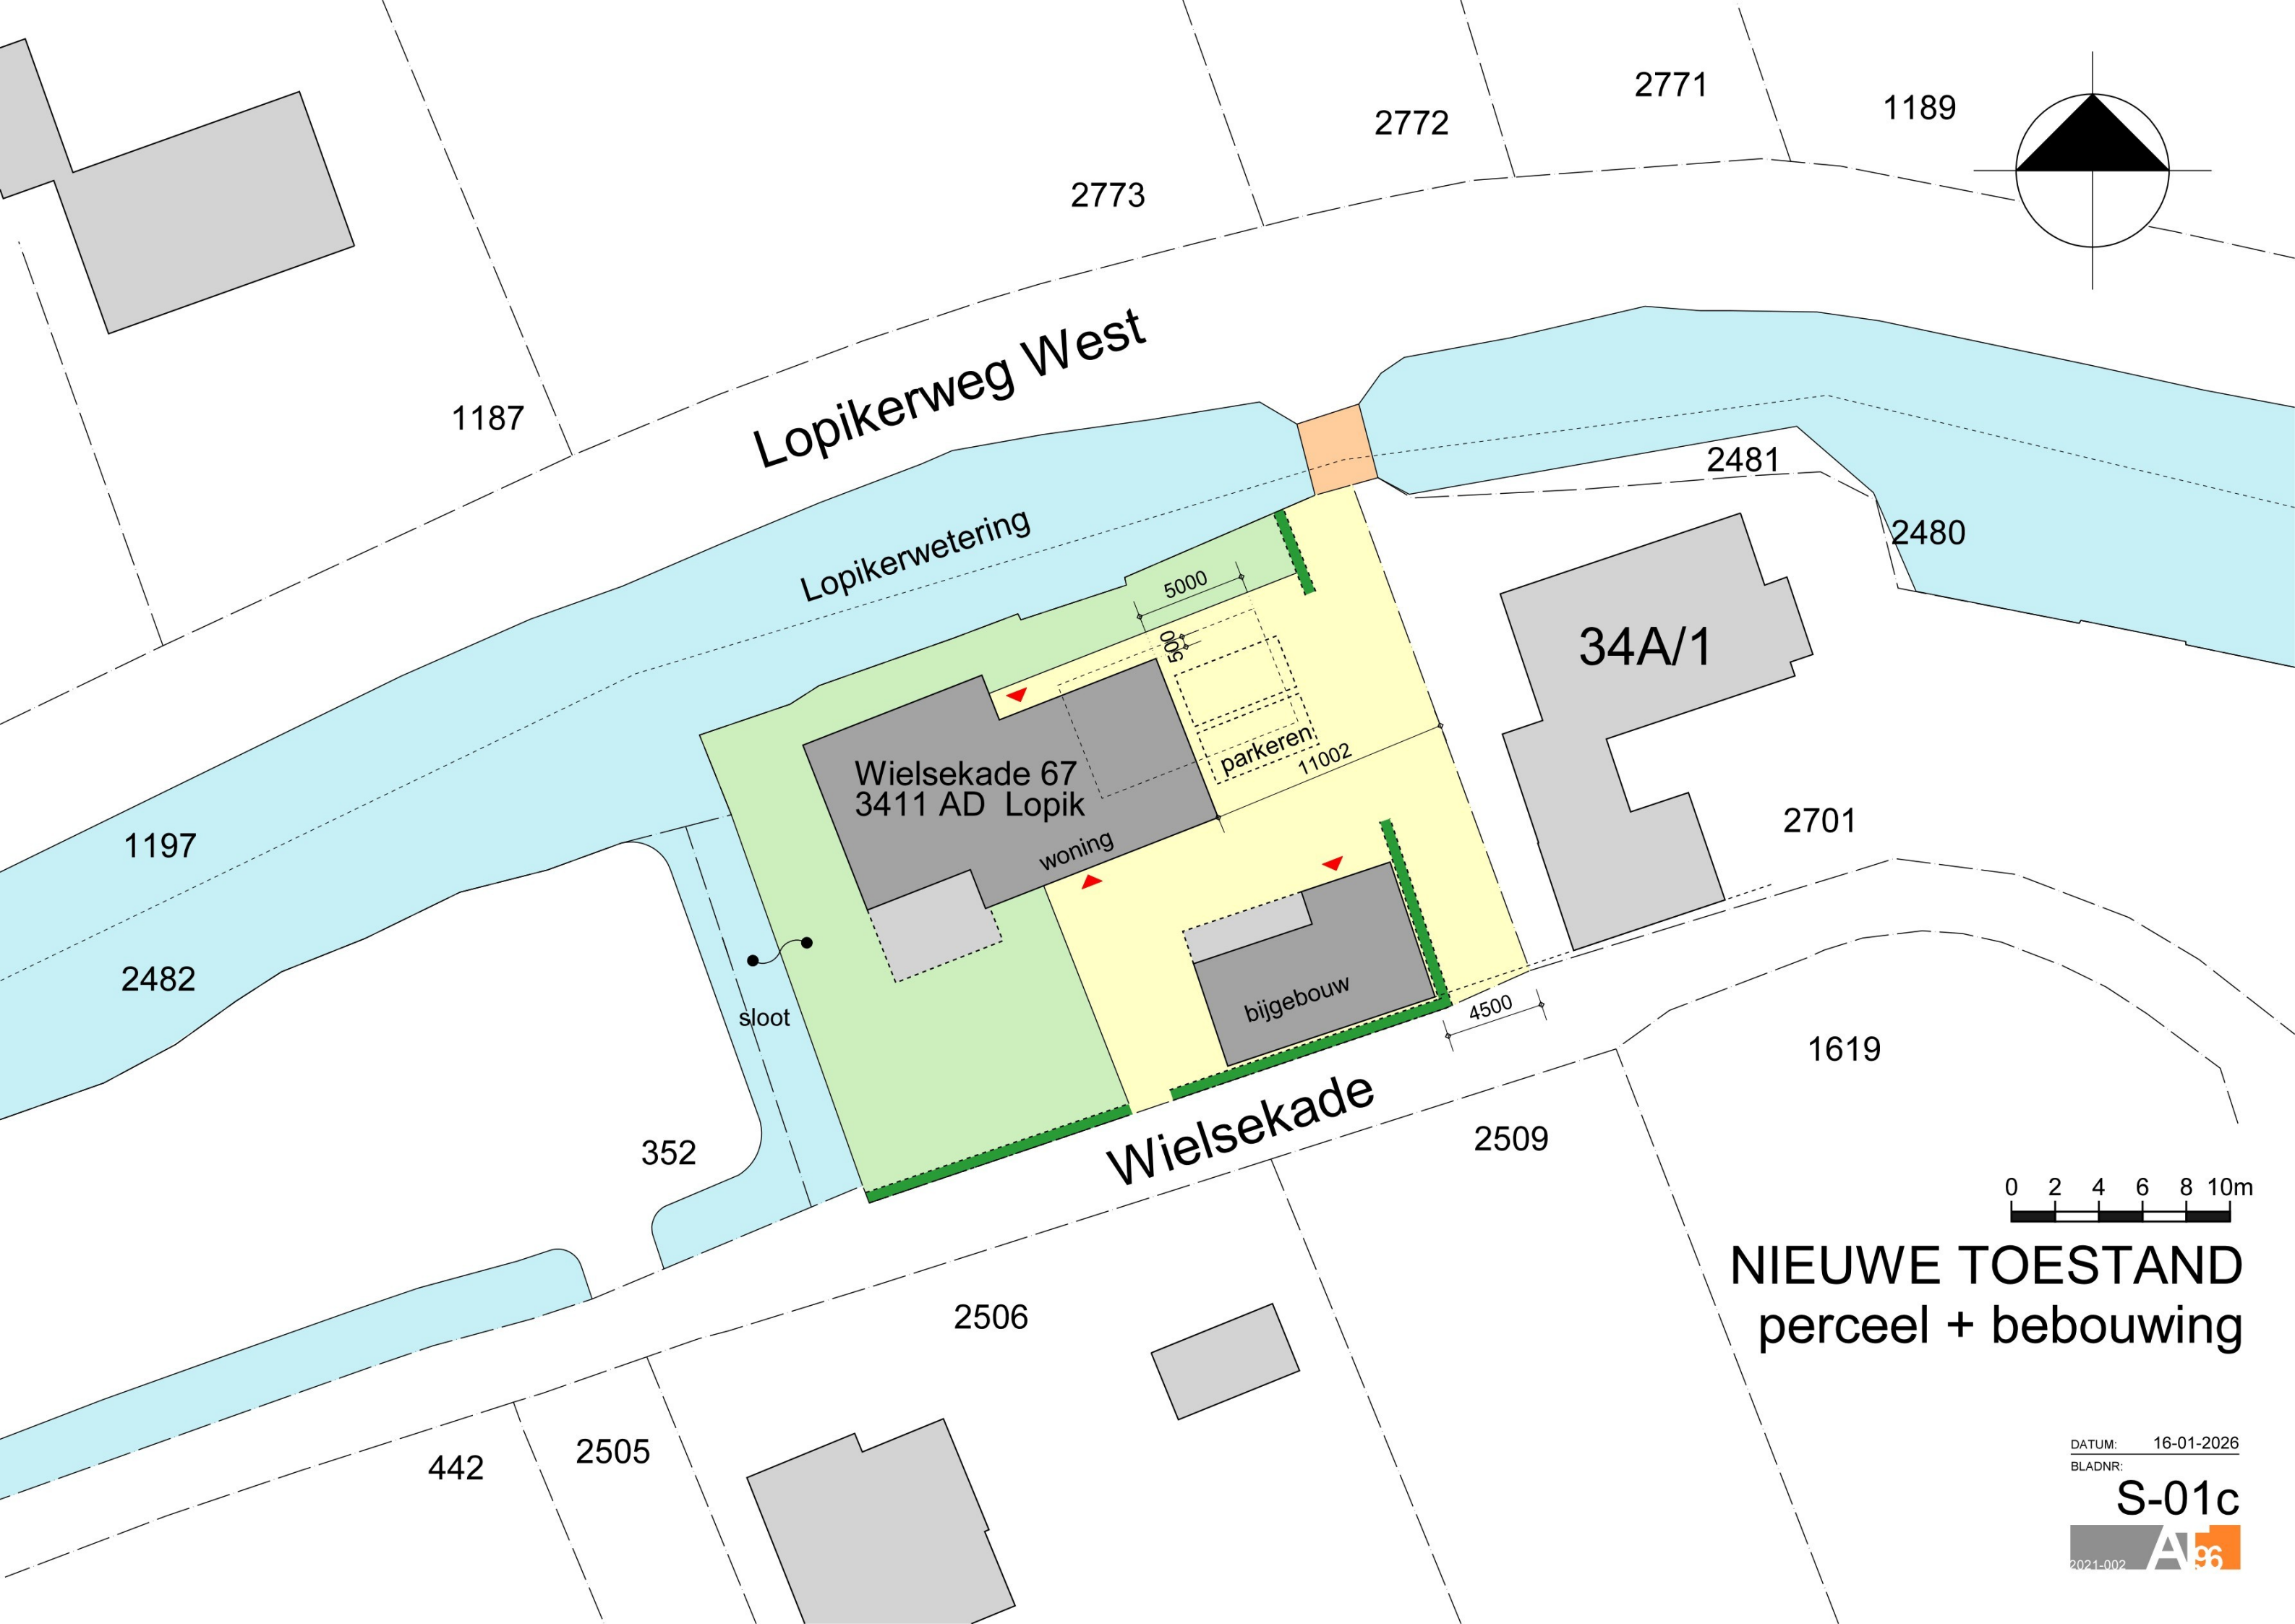 2771
1189
2772
2773
Lopikerweg West
1187
2481
2480
Lopikerwetering
5000
500
34A/1
parkeren
11002
Wielsekade 67
3411 AD Lopik
woning
2701
1197
2482
sloot
bijgebouw
4500
1619
Wielsekade
352
2509
0 2 4 6 8 10m
NIEUWE TOESTAND
perceel + bebouwing
2506
2505
442
DATUM: 16-01-2026
BLADNR:
S-01c
2021-002 AT96